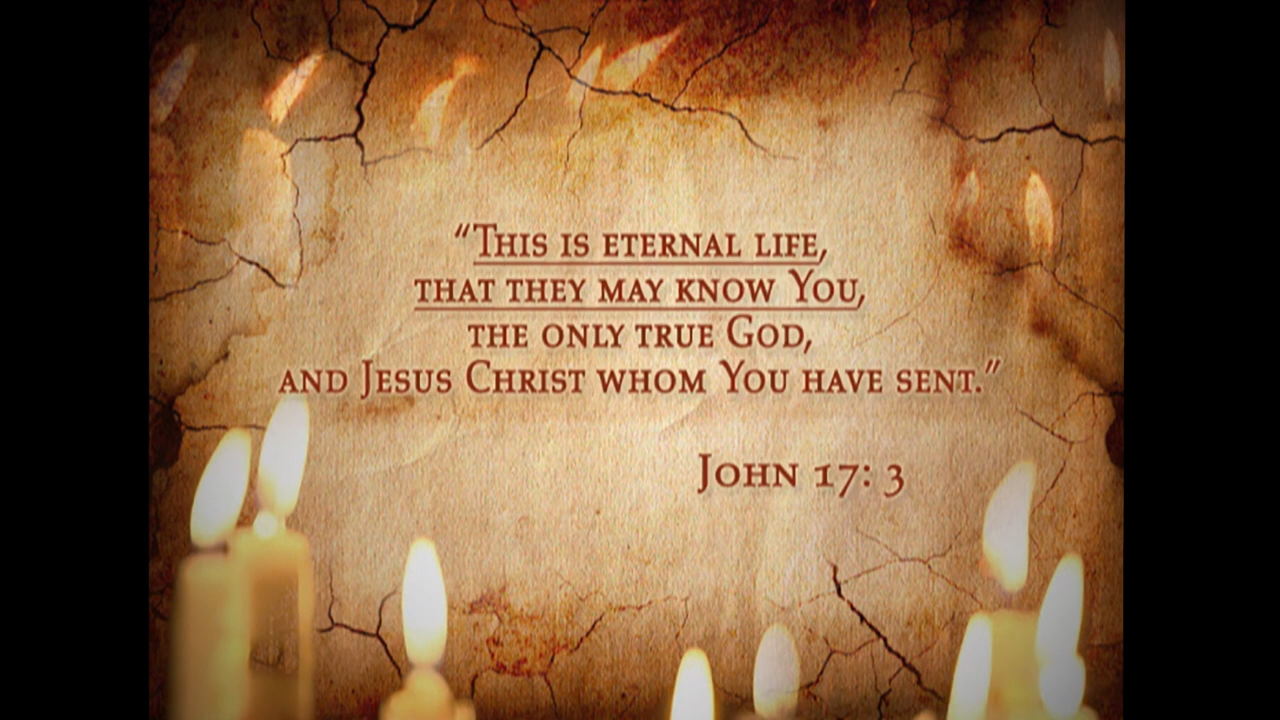 “This is eternal life,
that they may know You,
the only true God,
and Jesus Christ whom You have sent.”
John 17: 3